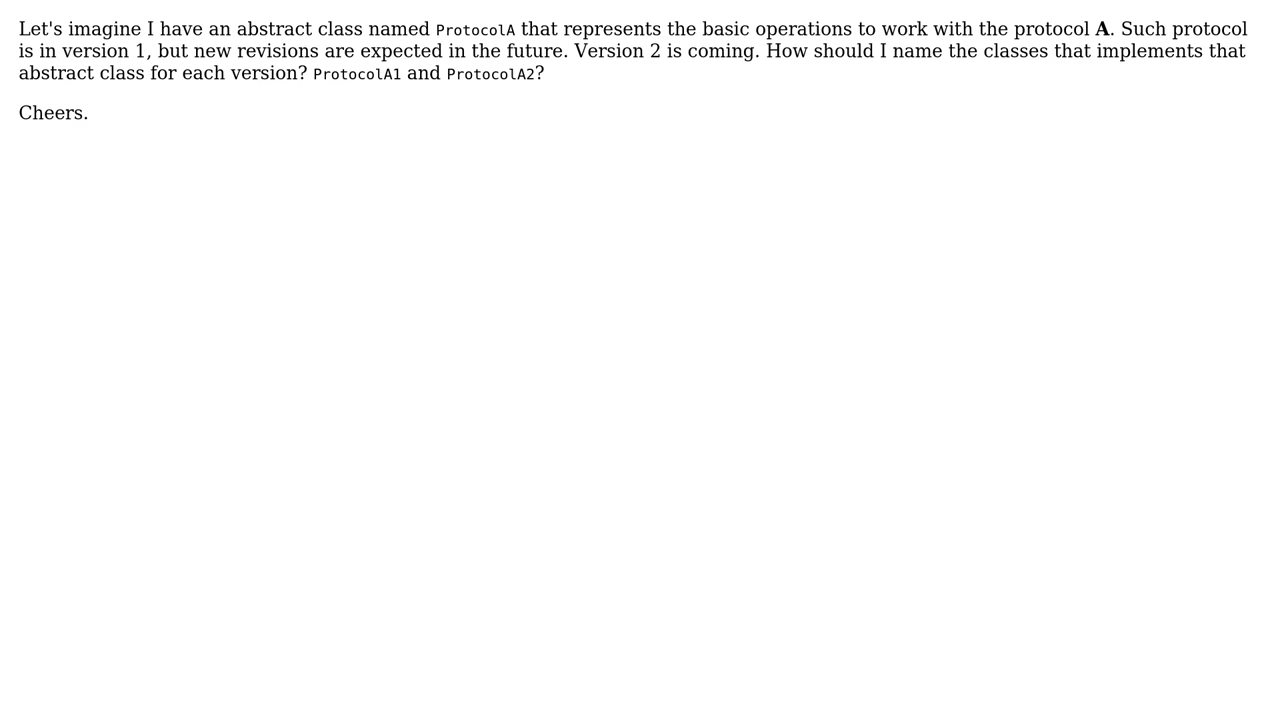 Let's imagine I have an abstract class named ProtocolA that represents the basic operations to work with the protocol A. Such protocol
is in version 1, but new revisions are expected in the future. Version 2 is coming. How should I name the classes that implements that
abstract class for each version? ProtocolA1 and ProtocolA2?
Cheers.